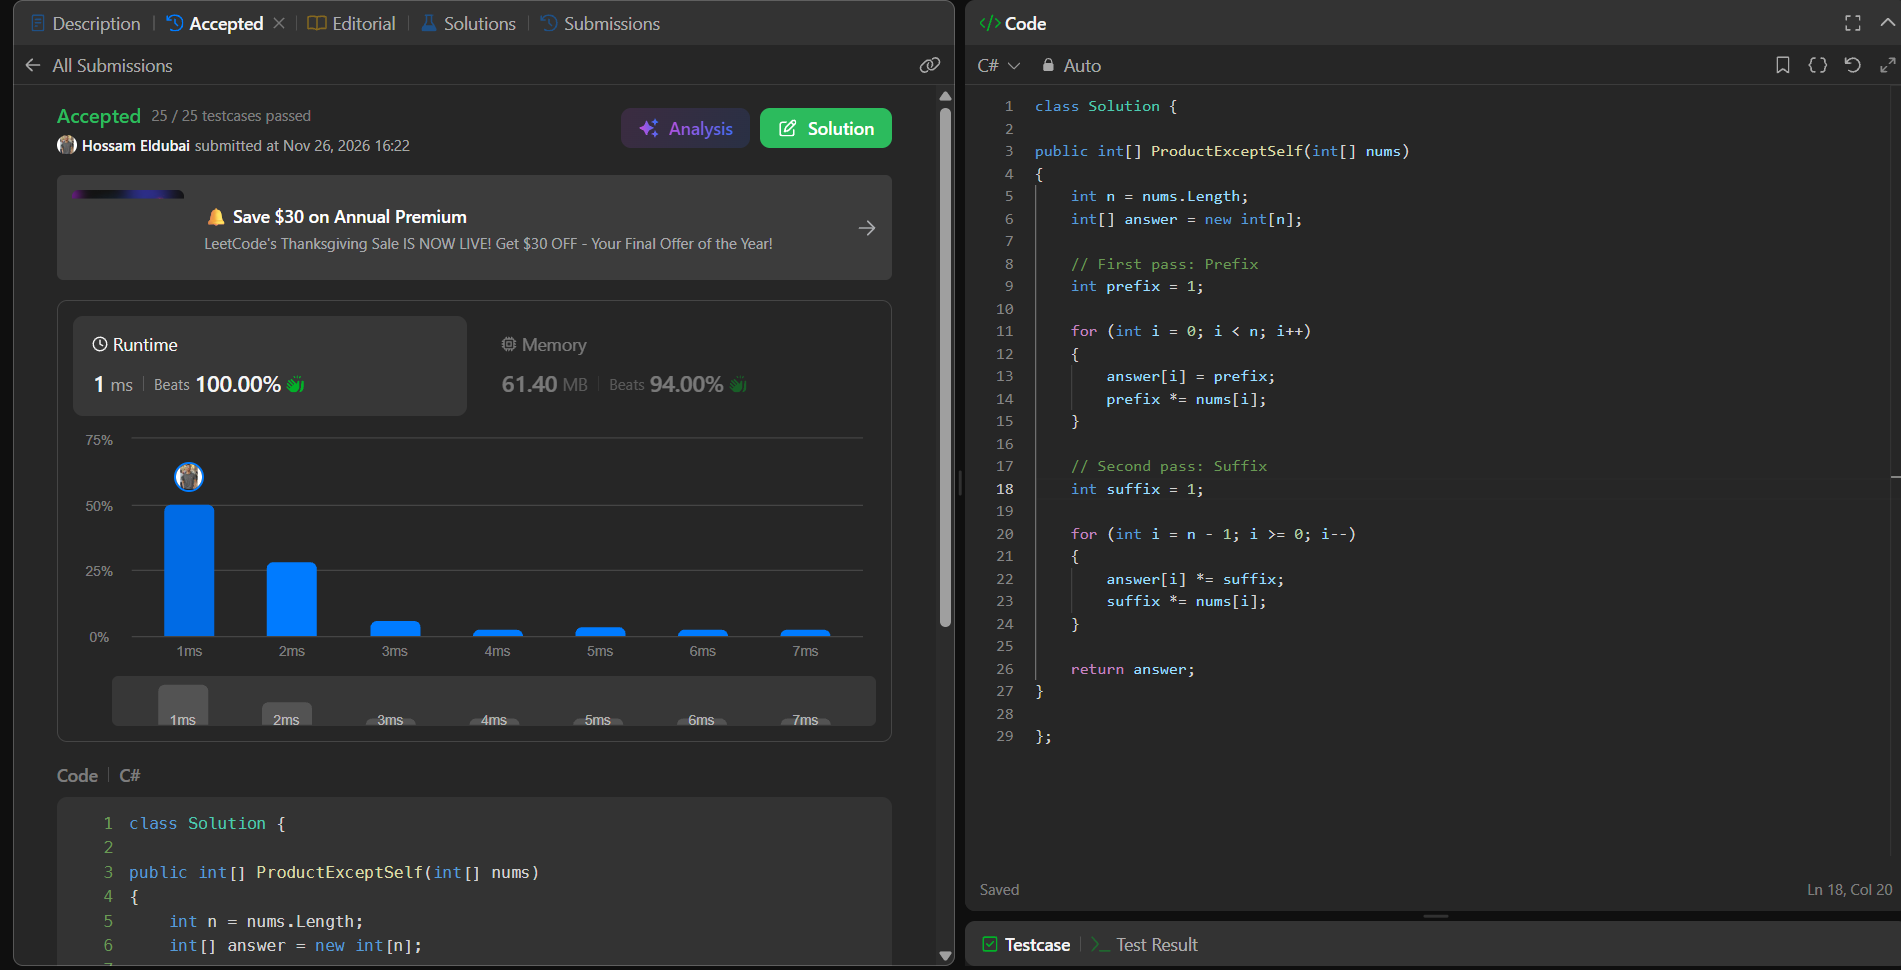 Description
Accepted
Editorial
Solutions
Submissions
All Submissions
Accepted 25 / 25 testcases passed
Hossam Eldubai submitted at Nov 26, 2026 16:22
Analysis
Solution
Save $30 on Annual Premium
LeetCode's Thanksgiving Sale IS NOW LIVE! Get $30 OFF - Your Final Offer of the Year!
Runtime
1 ms Beats 100.00%
Memory
61.40 MB Beats 94.00%
75%
50%
25%
0%
1ms 2ms 3ms 4ms 5ms 6ms 7ms
1ms 2ms 3ms 4ms 5ms 6ms 7ms
Code C#
1 class Solution {
2
3 public int[] ProductExceptSelf(int[] nums)
4 {
5     int n = nums.Length;
6     int[] answer = new int[n];
</> Code
C# Auto
1 class Solution {
2
3 public int[] ProductExceptSelf(int[] nums)
4 {
5     int n = nums.Length;
6     int[] answer = new int[n];
7
8     // First pass: Prefix
9     int prefix = 1;
10
11     for (int i = 0; i < n; i++)
12     {
13         answer[i] = prefix;
14         prefix *= nums[i];
15     }
16
17     // Second pass: Suffix
18     int suffix = 1;
19
20     for (int i = n - 1; i >= 0; i--)
21     {
22         answer[i] *= suffix;
23         suffix *= nums[i];
24     }
25
26     return answer;
27 }
28
29 };
Saved
Ln 18, Col 20
Testcase
Test Result